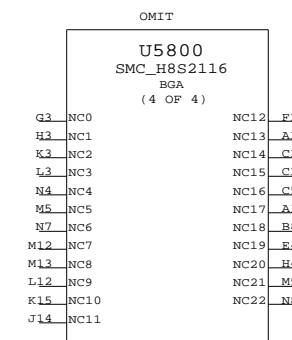 OMIT
U5800
SMC_H8S2116
BGA
(4 OF 4)
G3 NC0 NC12
H3 NC1 NC13
K3 NC2 NC14
L3 NC3 NC15
N4 NC4 NC16
M5 NC5 NC17
N7 NC6 NC18
M12 NC7 NC19
M13 NC8 NC20
L12 NC9 NC21
K15 NC10 NC22
J14 NC11